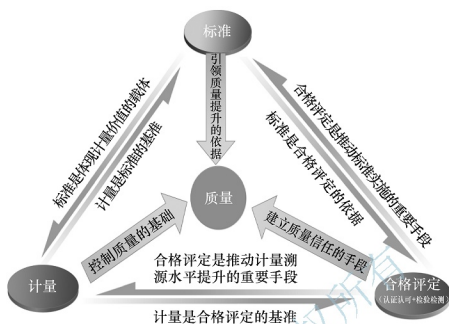 标准
引领质量提升的依据
标准是体现计量价值的载体
计量是标准的基准
合格评定是推动标准实施的重要手段
标准是合格评定的依据
质量
控制质量的基础
建立质量信任的手段
计量
合格评定是推动计量溯
源水平提升的重要手段
合格评定
(认证认可+检验检测)
计量是合格评定的基准
所有